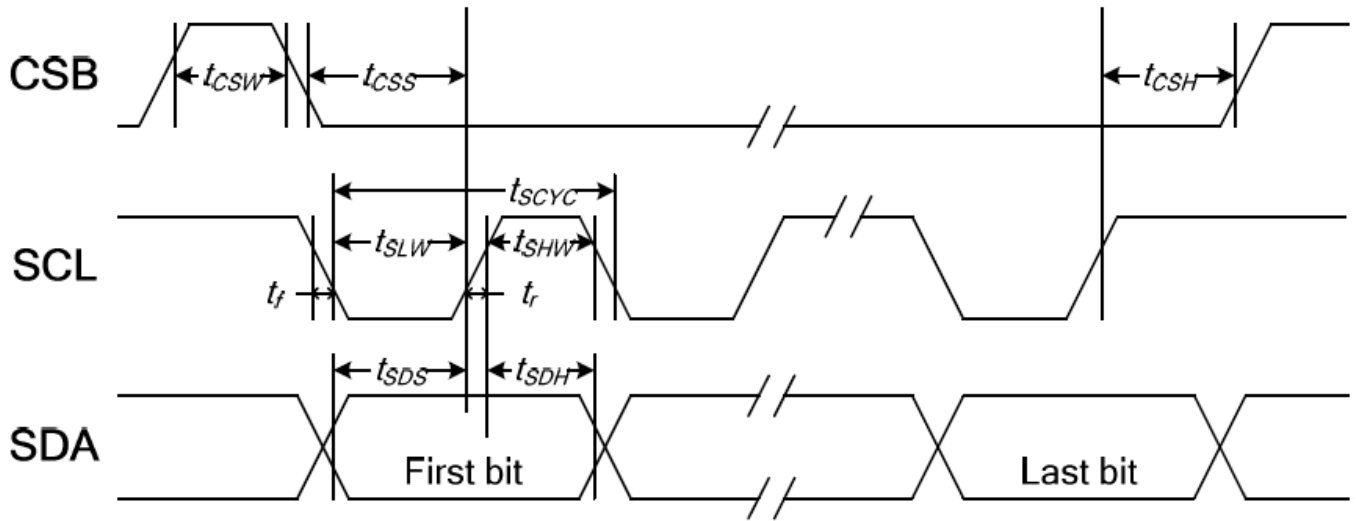 CSB
tCSW
tCSS
tCSH
tSCYC
SCL
tSLW
tSHW
tf
tr
tSDS
tSDH
SDA
First bit
Last bit